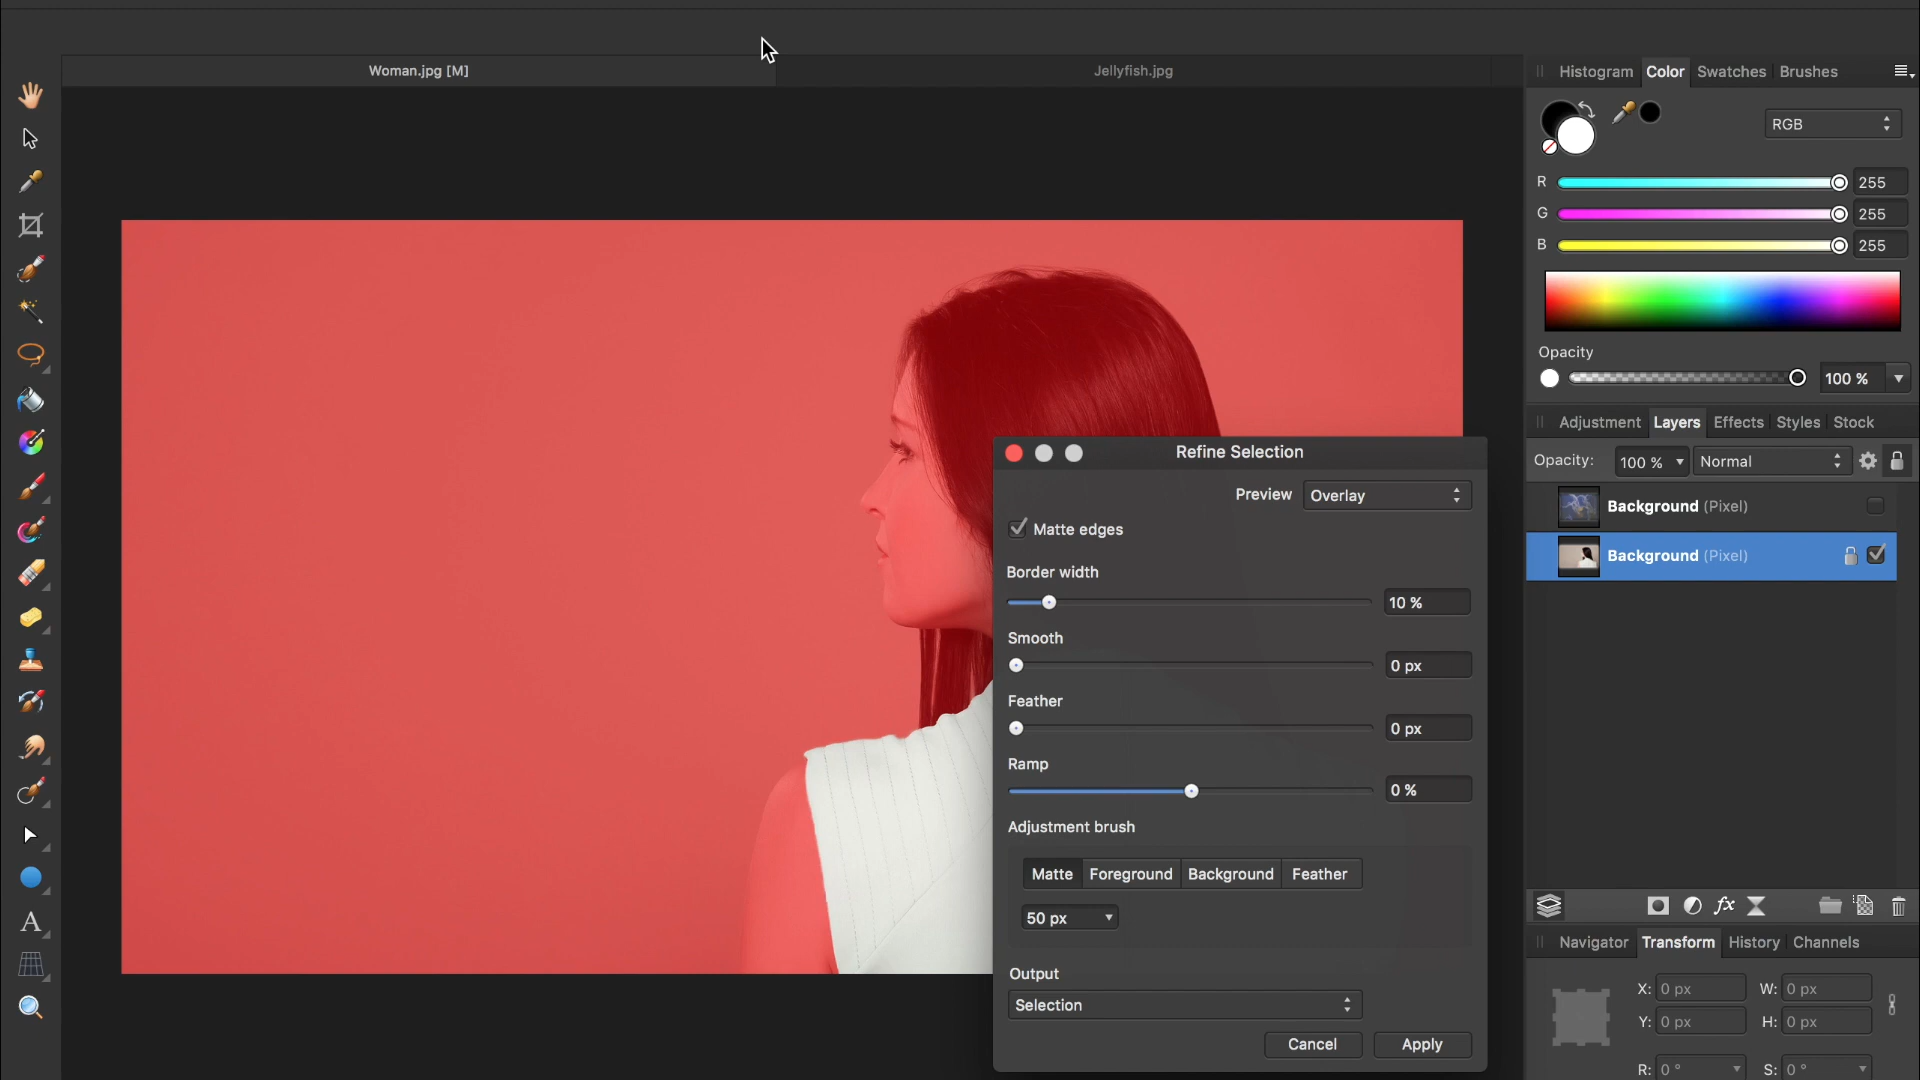 Woman.jpg [M]
Jellyfish.jpg
Histogram Color Swatches Brushes
RGB
R 255
G 255
B 255
Opacity
100 %
Adjustment Layers Effects Styles Stock
Opacity: 100 % Normal
Background (Pixel)
Background (Pixel)
Refine Selection
Preview Overlay
Matte edges
Border width
10 %
Smooth
0 px
Feather
0 px
Ramp
0 %
Adjustment brush
Matte Foreground Background Feather
50 px
Output
Selection
Cancel Apply
A
fx
Navigator Transform History Channels
X: 0 px W: 0 px
Y: 0 px H: 0 px
R: 0 ° S: 0 °